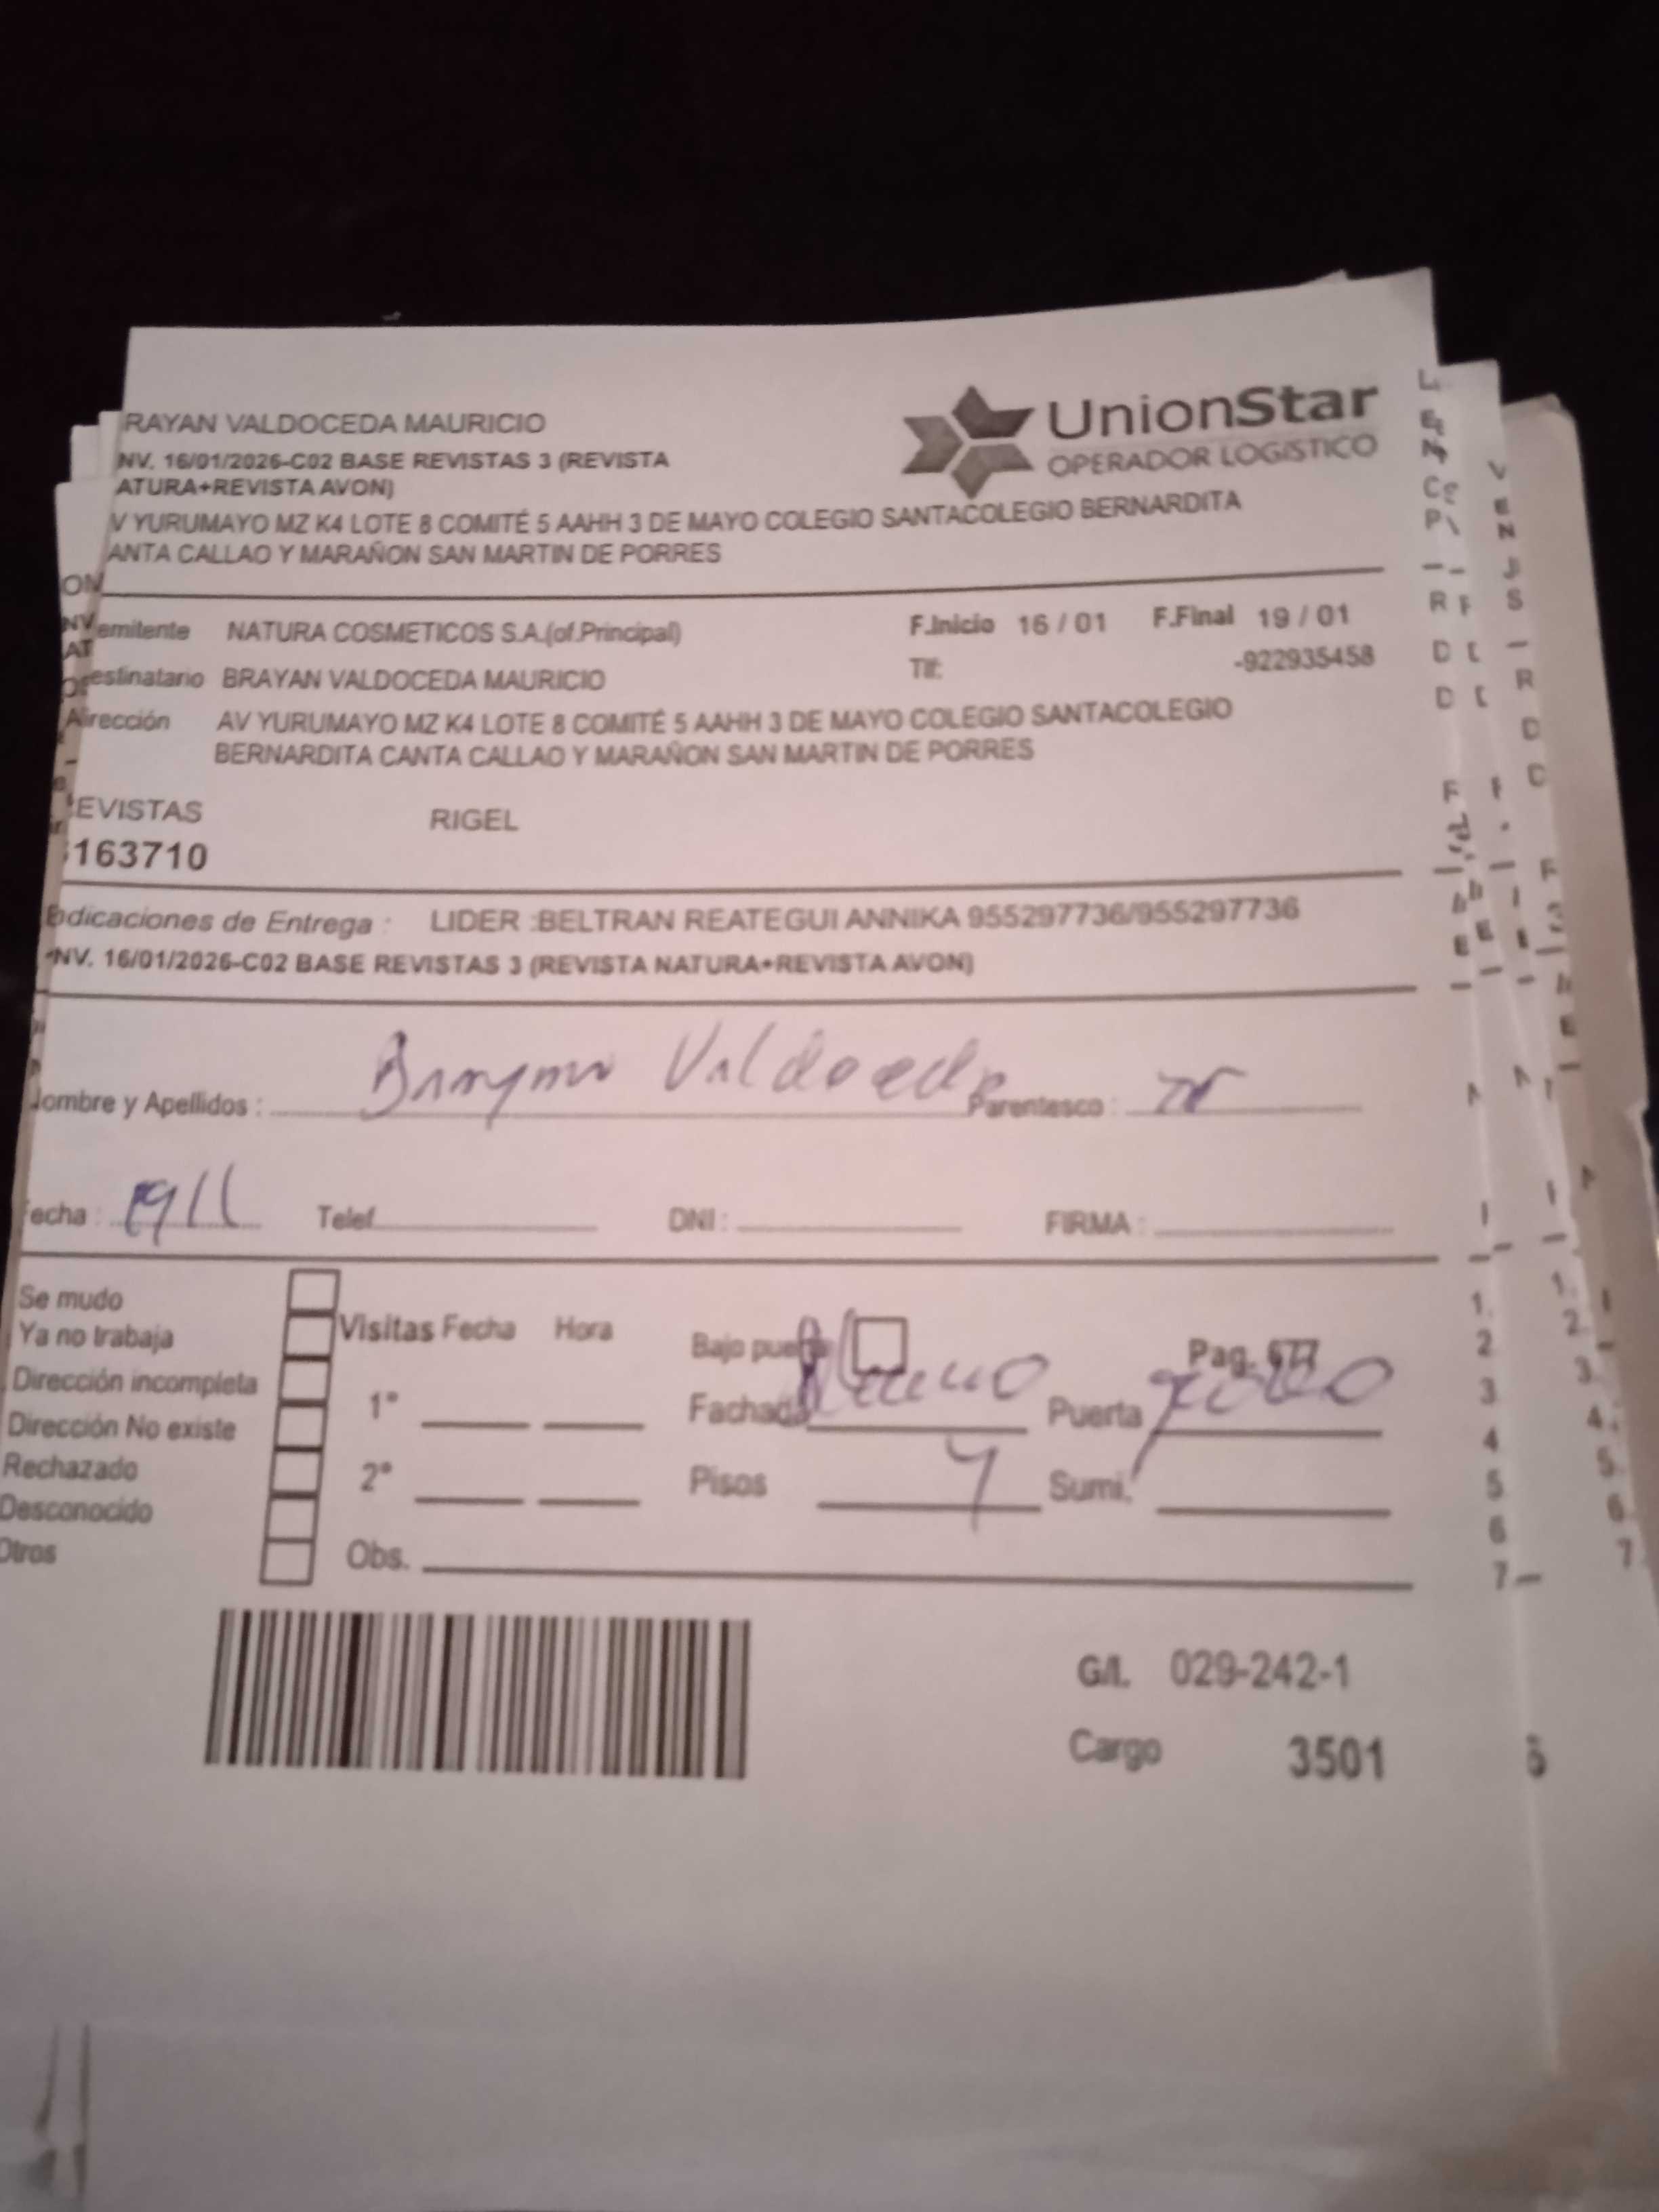 RAYAN VALDOCEDA MAURICIO
UnionStar
OPERADOR LOGISTICO
NV. 16/01/2026-C02 BASE REVISTAS 3 (REVISTA
ATURA+REVISTA AVON)
V YURUMAYO MZ K4 LOTE 8 COMITÉ 5 AAHH 3 DE MAYO COLEGIO SANTACOLEGIO BERNARDITA
ANTA CALLAO Y MARAÑON SAN MARTIN DE PORRES
emitente NATURA COSMETICOS S.A.(of.Principal) F.Inicio 16 / 01 F.Final 19 / 01
estinatario BRAYAN VALDOCEDA MAURICIO Tlf: -922935458
irección AV YURUMAYO MZ K4 LOTE 8 COMITÉ 5 AAHH 3 DE MAYO COLEGIO SANTACOLEGIO
BERNARDITA CANTA CALLAO Y MARAÑON SAN MARTIN DE PORRES
EVISTAS RIGEL
163710
dicaciones de Entrega : LIDER :BELTRAN REATEGUI ANNIKA 955297736/955297736
NV. 16/01/2026-C02 BASE REVISTAS 3 (REVISTA NATURA+REVISTA AVON)
ombre y Apellidos : Valdoceda Parentesco :
echa : Telef. DNI : FIRMA :
Se mudo
Ya no trabaja
Dirección incompleta
Dirección No existe
Rechazado
Desconocido
Otros
Visitas Fecha Hora
1°
2°
Obs.
Bajo puerta Pag. 677
Fachada Puerta
Pisos 4 Sumi.
G/l. 029-242-1
Cargo 3501